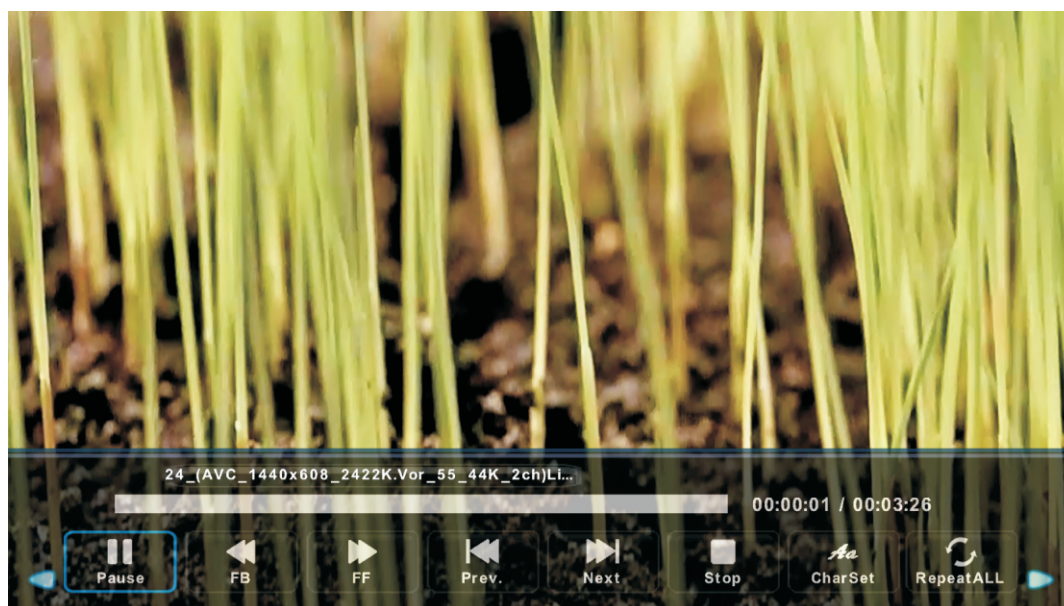 24_(AVC_1440x608_2422K.Vor_55_44K_2ch)Li...
00:00:01 / 00:03:26
Pause FB FF Prev. Next Stop CharSet RepeatALL